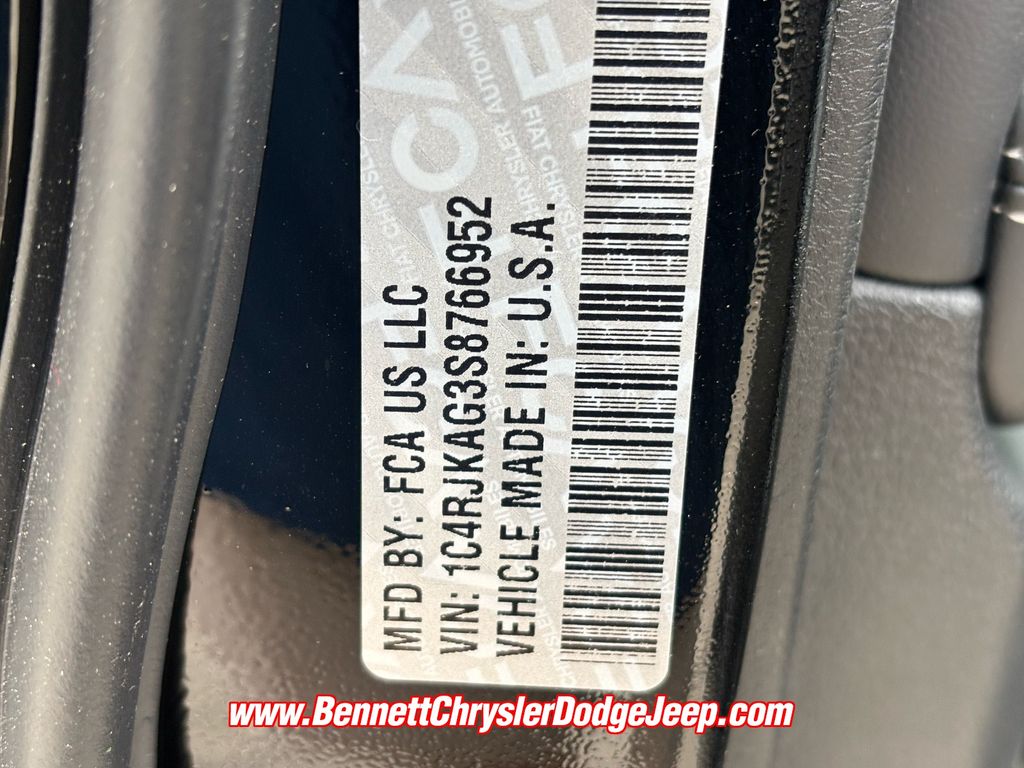 MFD BY: FCA US LLC
VIN: 1C4RJKAG3S8766952
VEHICLE MADE IN: U.S.A.
www.BennettChryslerDodgeJeep.com